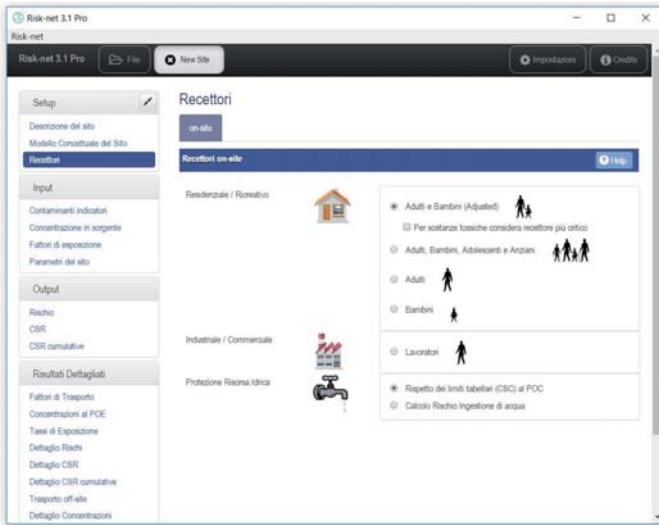 Risk-net 3.1 Pro
Risk-net
Risk-net 3.1 Pro
File
New Site
Impostazioni
Credits
Setup
Descrizione del sito
Modello Concettuale del Sito
Recettori
Input
Contaminanti indicatori
Concentrazione in sorgente
Fattori di esposizione
Parametri del sito
Output
Rischio
CSR
CSR cumulative
Risultati Dettagliati
Fattori di Trasporto
Concentrazioni al POE
Tassi di Esposizione
Dettaglio Rischi
Dettaglio CSR
Dettaglio CSR cumulative
Trasporto off-site
Dettaglio Concentrazioni
Recettori
on-site
Recettori on-site
Help
Residenziale / Ricreativo
Adulti e Bambini (Adjusted)
Per sostanze tossiche considera recettore più critico
Adulti, Bambini, Adolescenti e Anziani
Adulti
Bambini
Industriale / Commerciale
Lavoratori
Protezione Risorsa Idrica
Rispetto dei limiti tabellari (CSC) al POC
Calcolo Rischio Ingestione di acqua